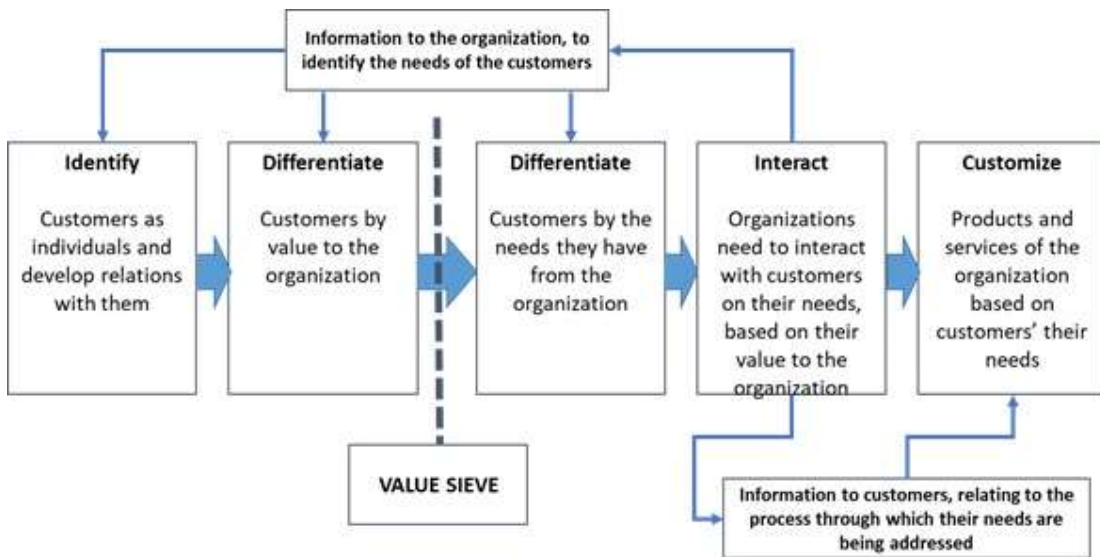 Information to the organization, to
identify the needs of the customers
Identify
Customers as
individuals and
develop relations
with them
Differentiate
Customers by
value to the
organization
Differentiate
Customers by the
needs they have
from the
organization
Interact
Organizations
need to interact
with customers
on their needs,
based on their
value to the
organization
Customize
Products and
services of the
organization
based on
customers’ their
needs
VALUE SIEVE
Information to customers, relating to the
process through which their needs are
being addressed